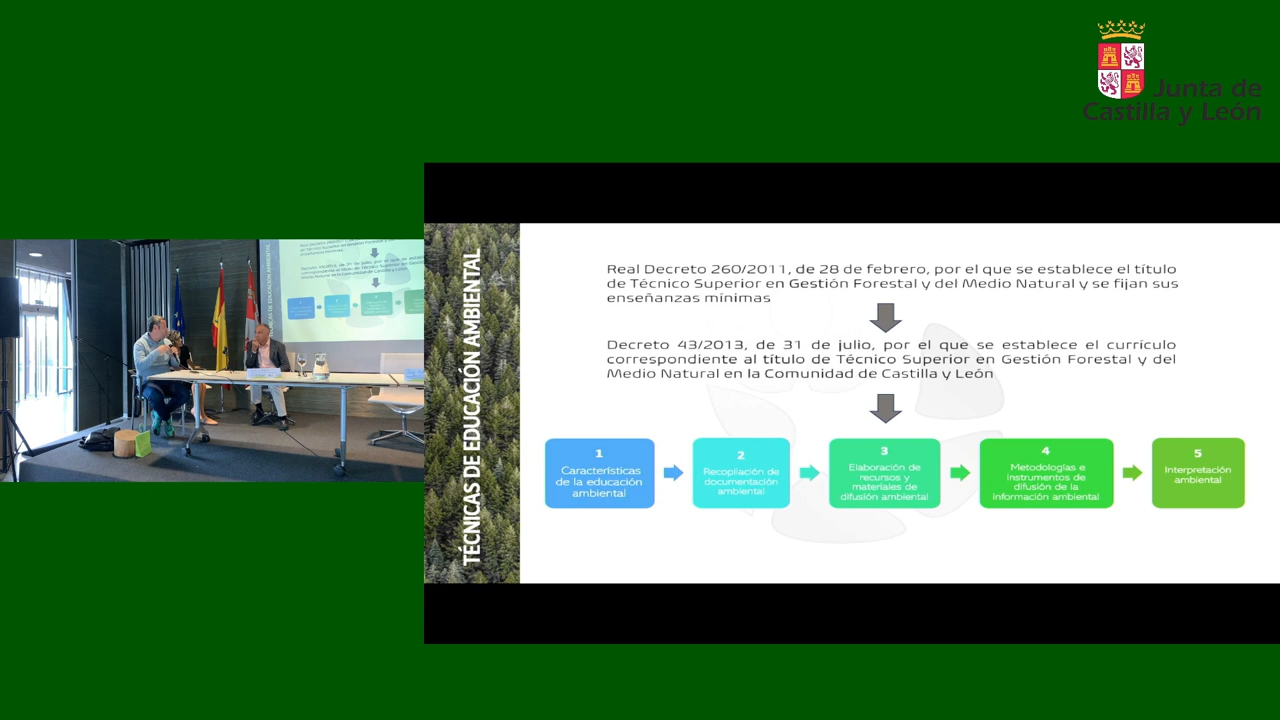 Junta de
Castilla y León
TÉCNICAS DE EDUCACIÓN AMBIENTAL
Real Decreto 260/2011, de 28 de febrero, por el que se establece el título
de Técnico Superior en Gestión Forestal y del Medio Natural y se fijan sus
enseñanzas mínimas
Decreto 43/2013, de 31 de julio, por el que se establece el currículo
correspondiente al título de Técnico Superior en Gestión Forestal y del
Medio Natural en la Comunidad de Castilla y León
1
Características
de la educación
ambiental
2
Recopilación de
documentación
ambiental
3
Elaboración de
recursos y
materiales de
difusión ambiental
4
Metodologías e
instrumentos de
difusión de la
información ambiental
5
Interpretación
ambiental